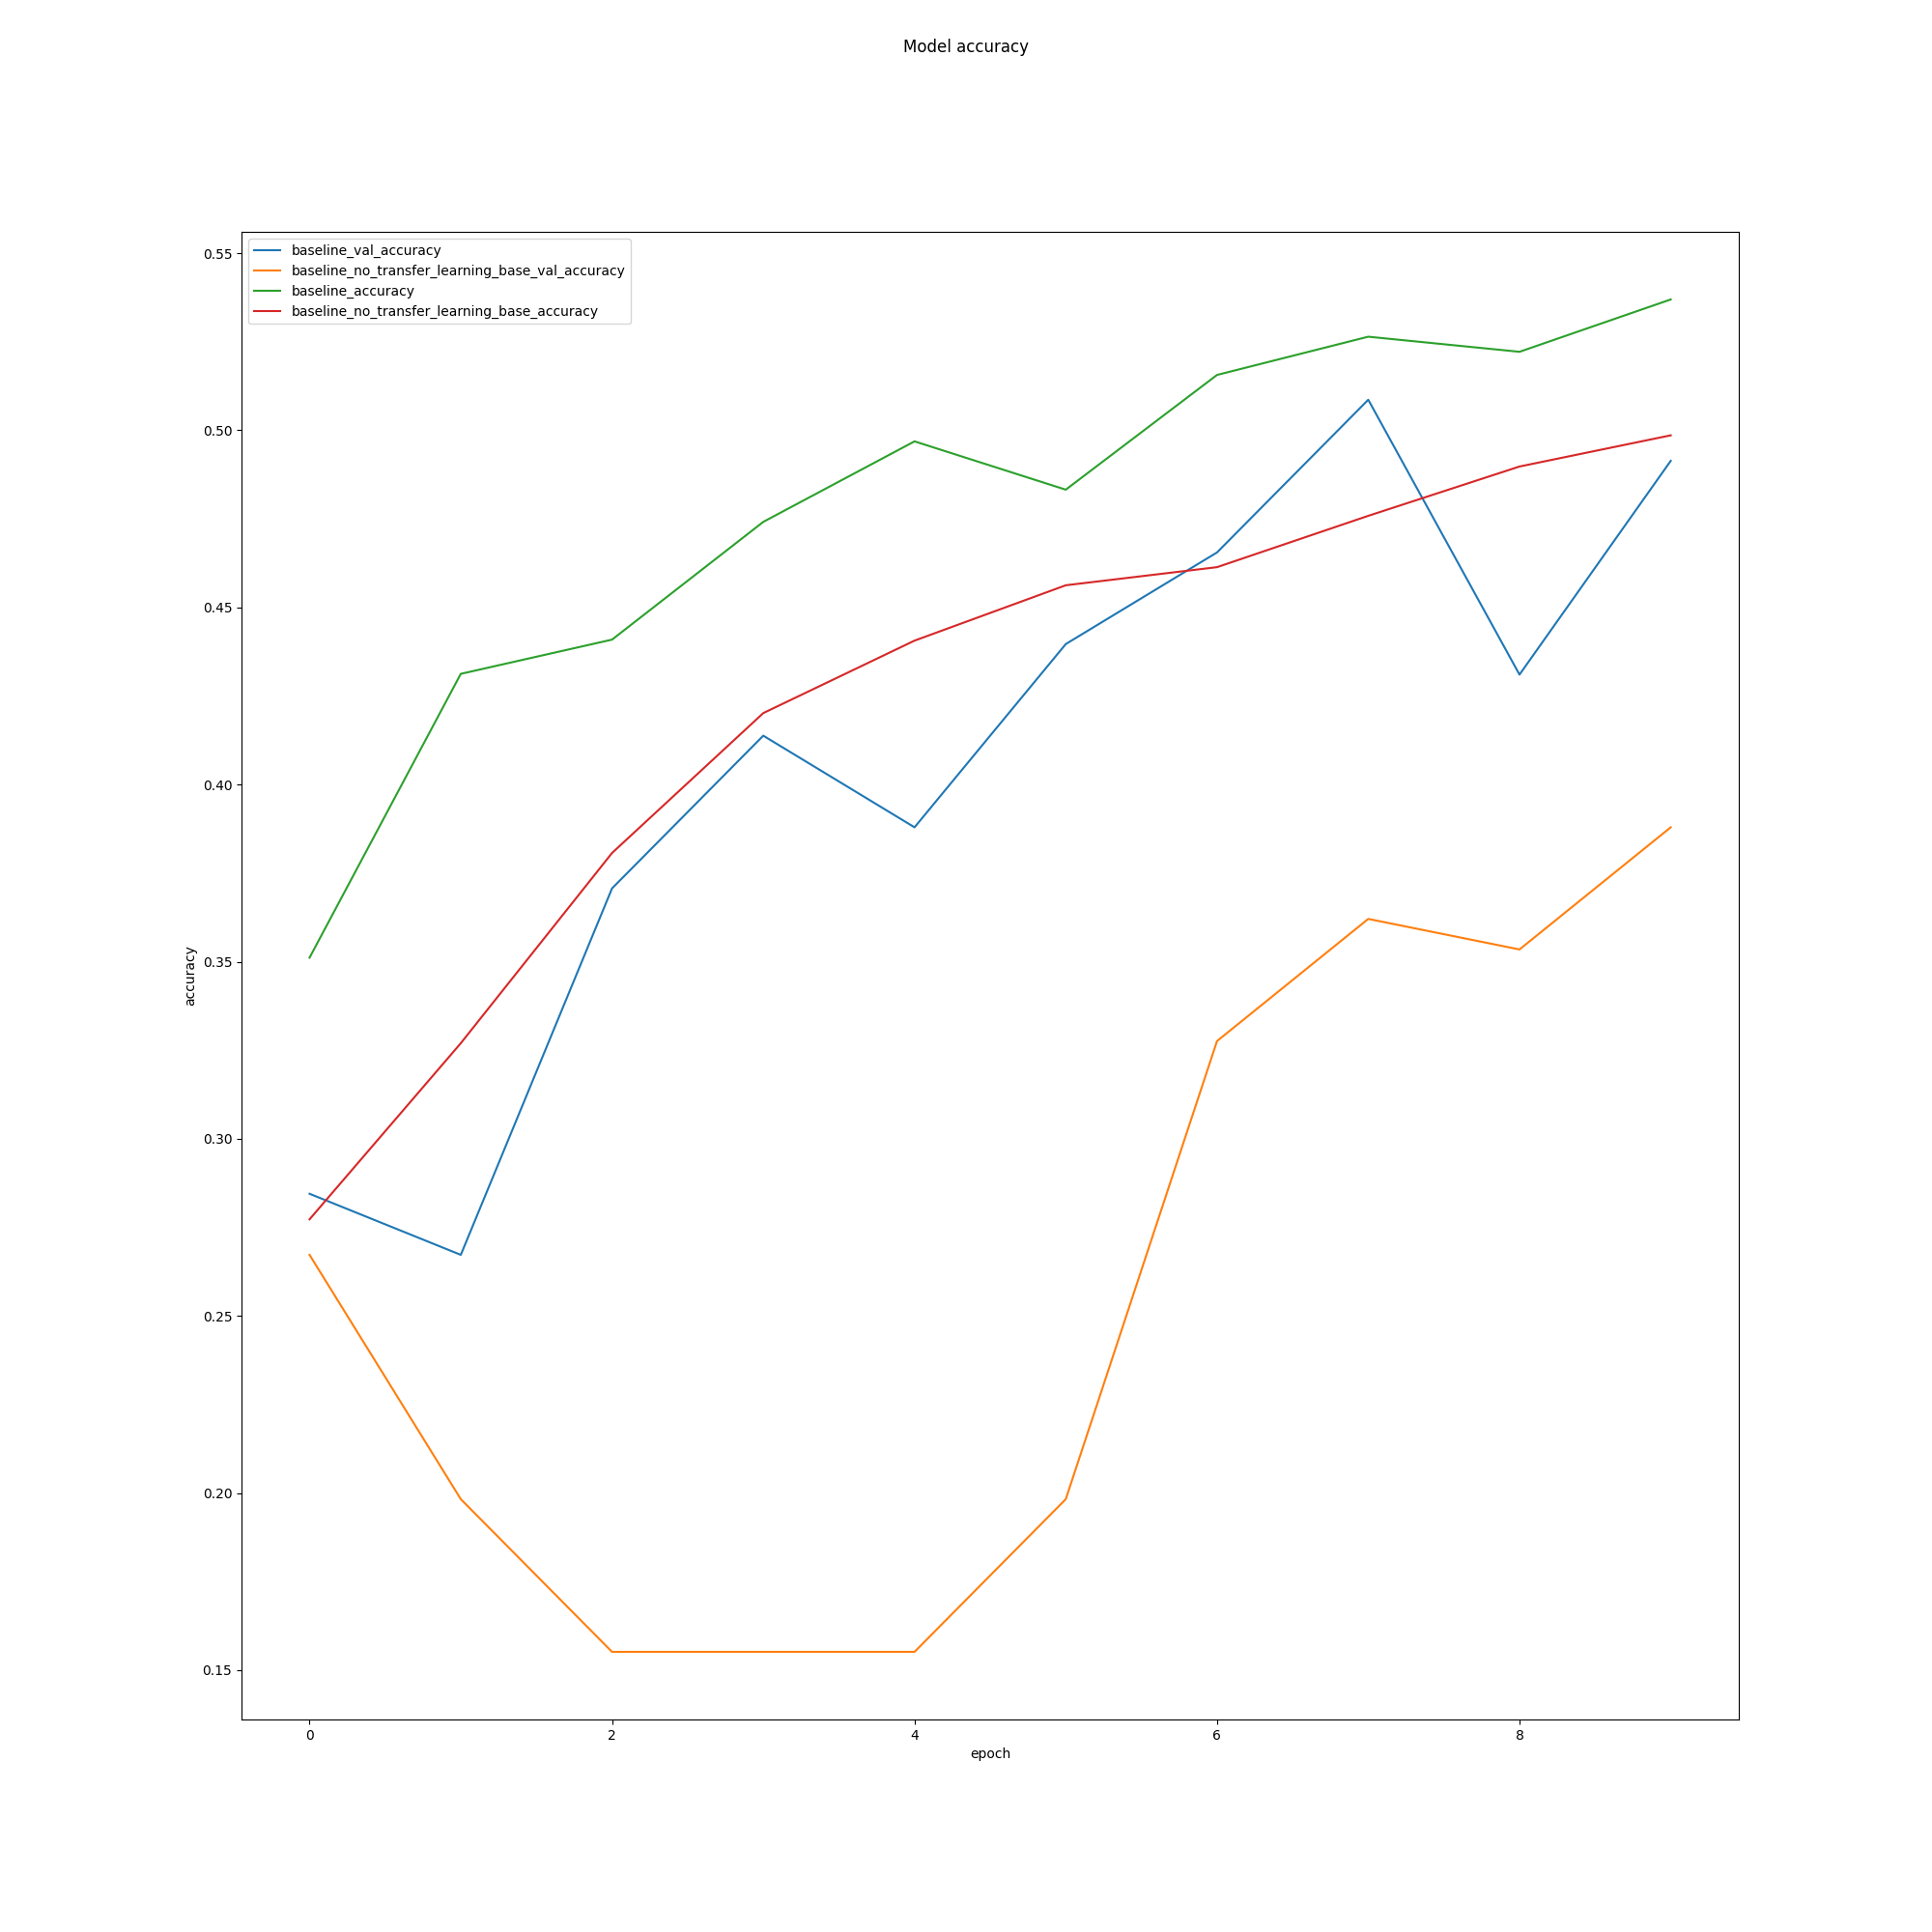 Model accuracy
baseline_val_accuracy
baseline_no_transfer_learning_base_val_accuracy
baseline_accuracy
baseline_no_transfer_learning_base_accuracy
0.55
0.50
0.45
0.40
0.35
0.30
0.25
0.20
0.15
accuracy
0 2 4 6 8
epoch